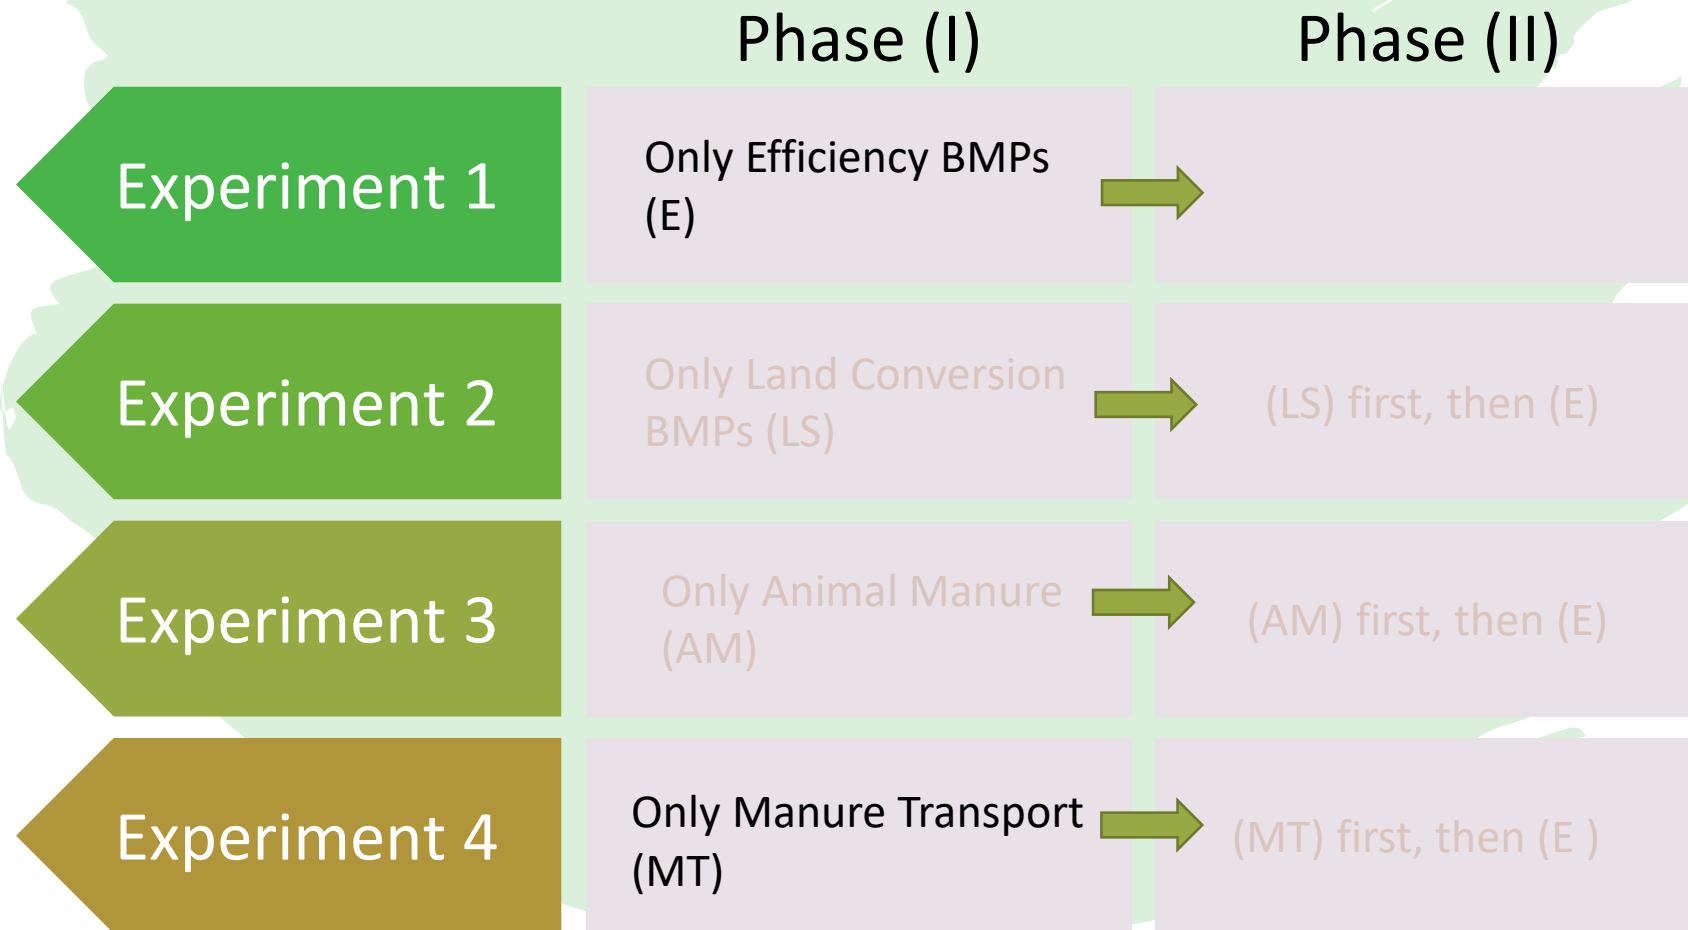 Phase (I)
Phase (II)
Experiment 1
Only Efficiency BMPs
(E)
Experiment 2
Only Land Conversion
BMPs (LS)
(LS) first, then (E)
Experiment 3
Only Animal Manure
(AM)
(AM) first, then (E)
Experiment 4
Only Manure Transport
(MT)
(MT) first, then (E )